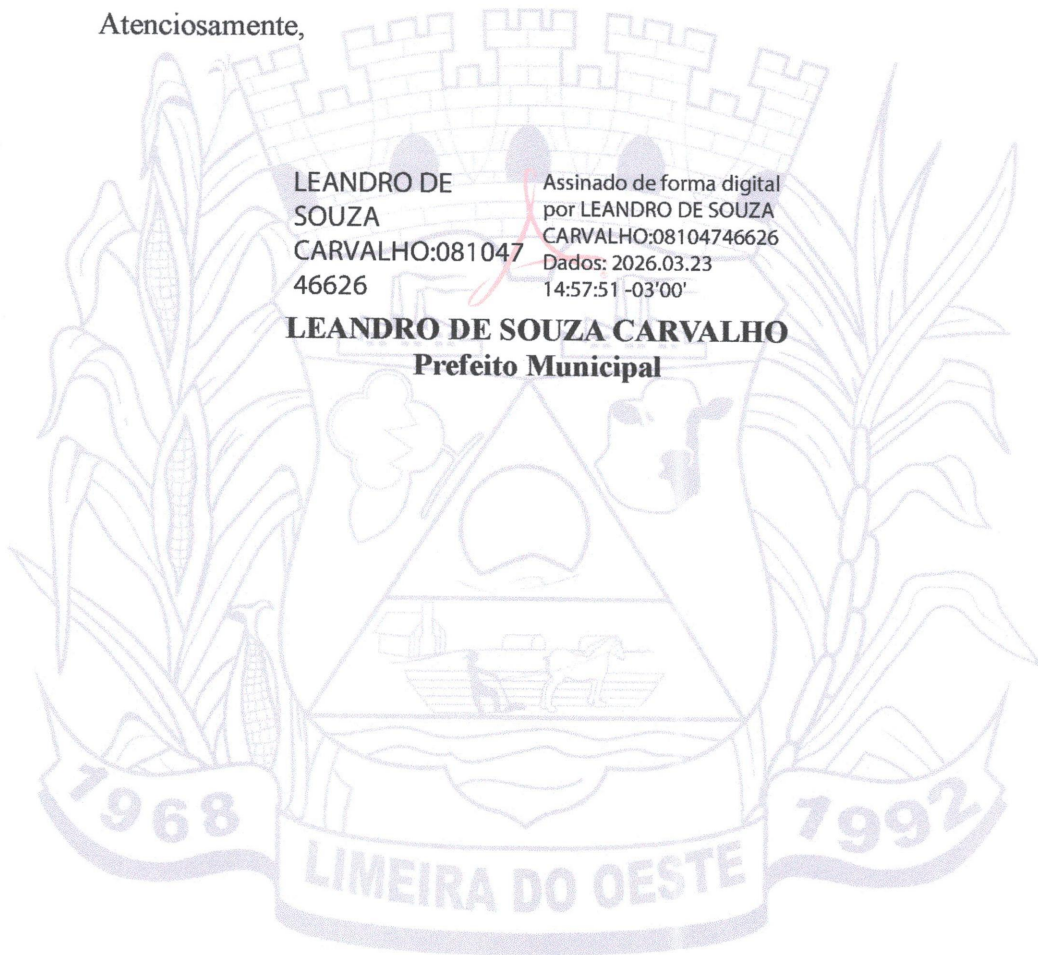 Atenciosamente,
LEANDRO DE
SOUZA
CARVALHO:081047
46626
Assinado de forma digital
por LEANDRO DE SOUZA
CARVALHO:08104746626
Dados: 2026.03.23
14:57:51 -03'00'
LEANDRO DE SOUZA CARVALHO
Prefeito Municipal
1968
1992
LIMEIRA DO OESTE